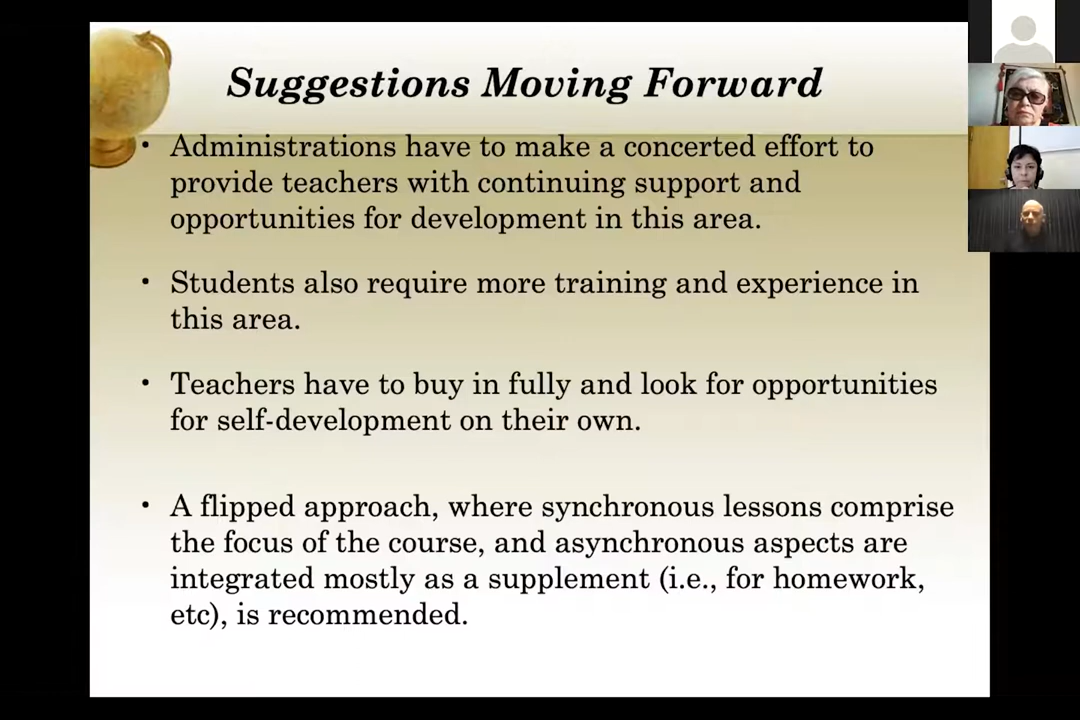 Suggestions Moving Forward
• Administrations have to make a concerted effort to
provide teachers with continuing support and
opportunities for development in this area.
• Students also require more training and experience in
this area.
• Teachers have to buy in fully and look for opportunities
for self-development on their own.
• A flipped approach, where synchronous lessons comprise
the focus of the course, and asynchronous aspects are
integrated mostly as a supplement (i.e., for homework,
etc), is recommended.